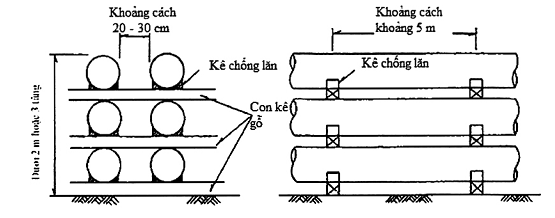 Khoảng cách
20 - 30 cm
Khoảng cách
khoảng 5 m
Kê chống lăn
Kê chống lăn
Con kê
gỗ
Dưới 2 m hoặc 3 tầng